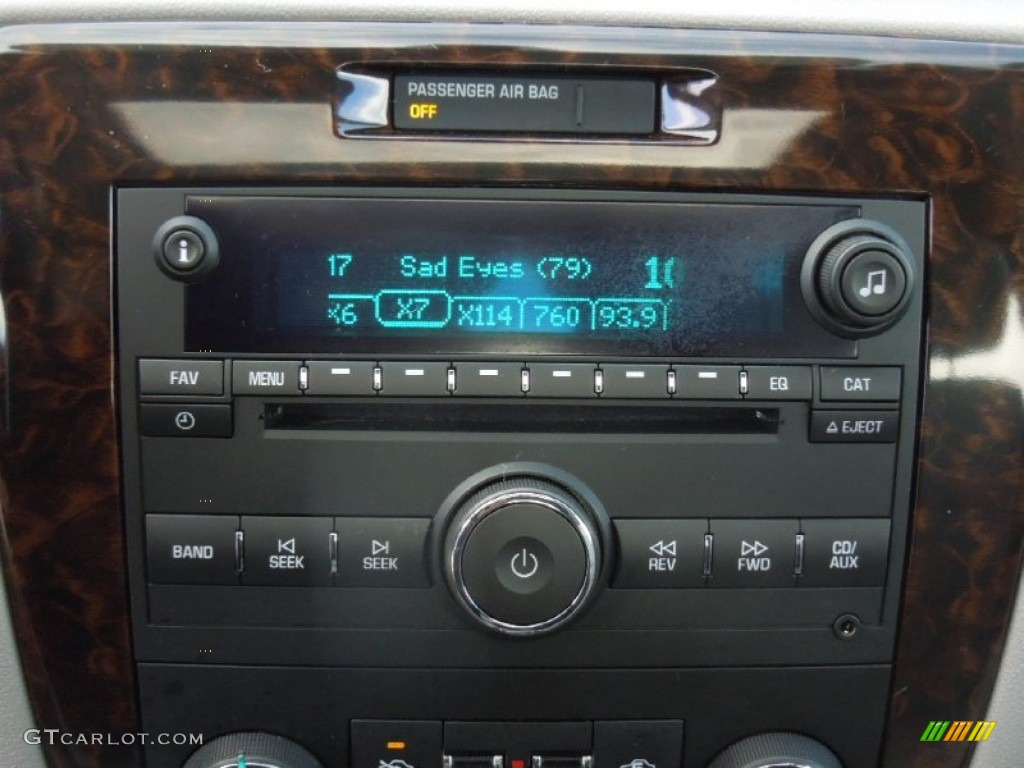 PASSENGER AIR BAG
OFF
i
17 Sad Eyes (79)
X7 X114 760 93.9
FAV MENU EQ CAT
EJECT
BAND SEEK SEEK REV FWD CD/
AUX
GTCARLOT.COM